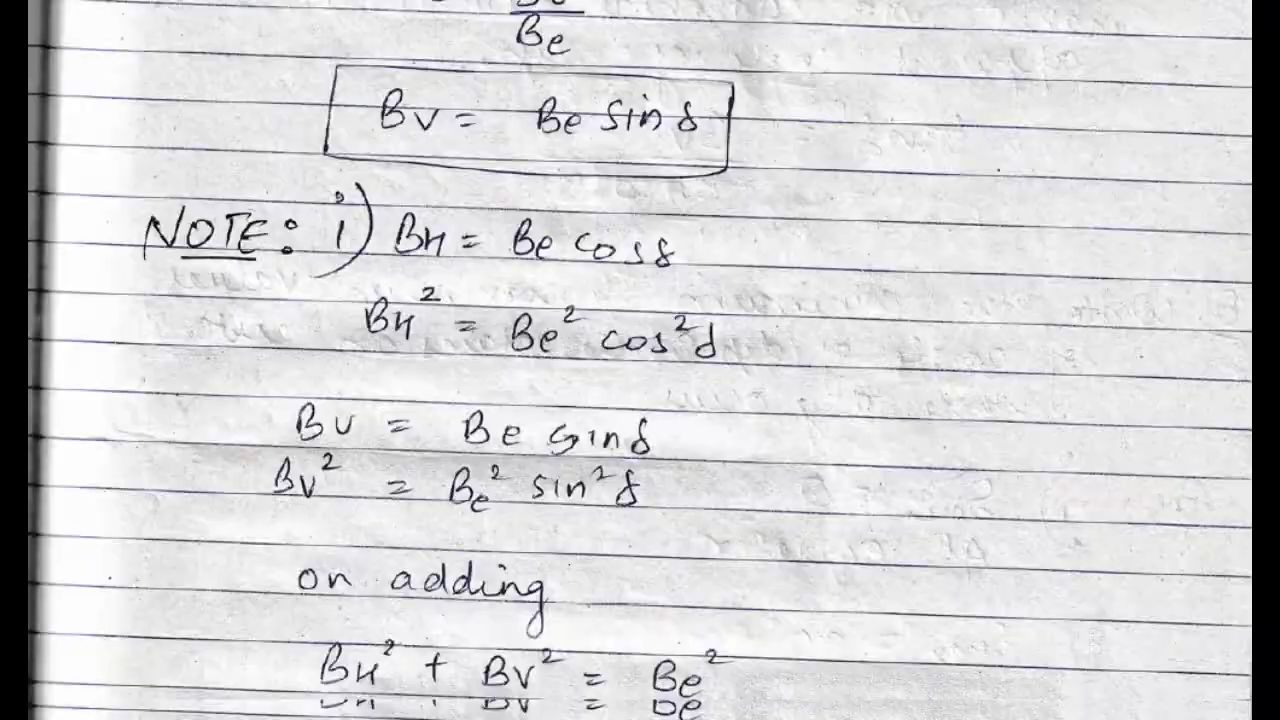 Be
Bv = Be sin δ
NOTE: i) BH = Be cos δ
BH² = Be² cos² δ
Bv = Be sin δ
Bv² = Be² sin² δ
on adding
BH² + Bv² = Be²